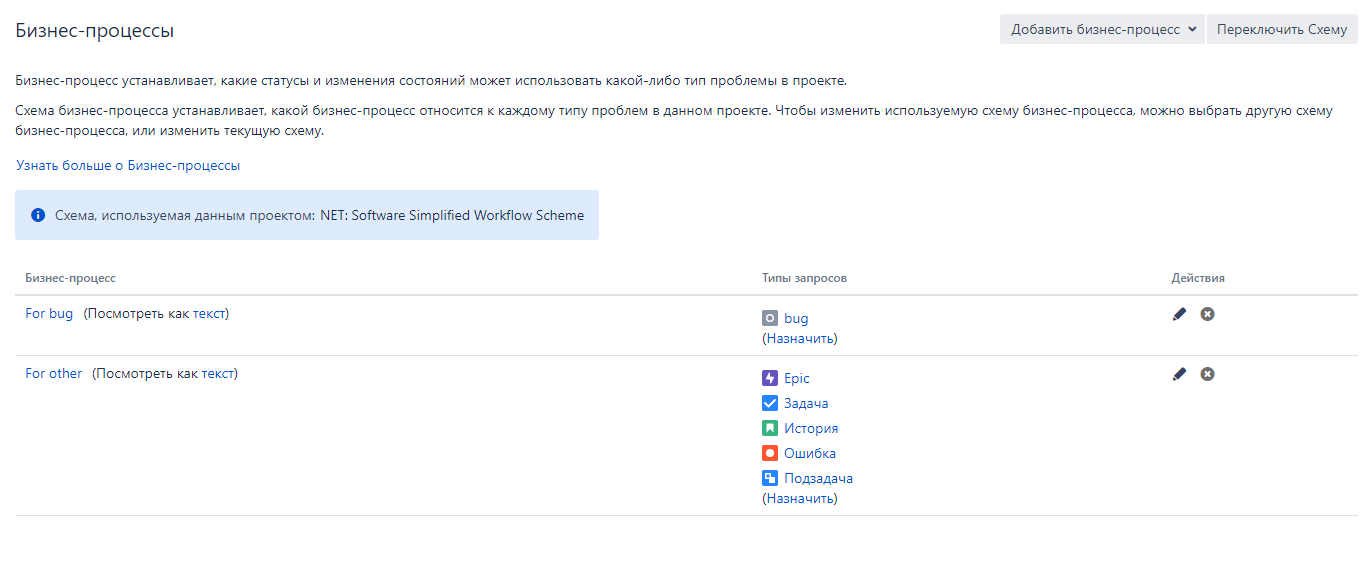 Бизнес-процессы
Добавить бизнес-процесс
Переключить Схему
Бизнес-процесс устанавливает, какие статусы и изменения состояний может использовать какой-либо тип проблемы в проекте.
Схема бизнес-процесса устанавливает, какой бизнес-процесс относится к каждому типу проблем в данном проекте. Чтобы изменить используемую схему бизнес-процесса, можно выбрать другую схему
бизнес-процесса, или изменить текущую схему.
Узнать больше о Бизнес-процессы
Схема, используемая данным проектом: NET: Software Simplified Workflow Scheme
Бизнес-процесс Типы запросов Действия
For bug (Посмотреть как текст)
bug
(Назначить)
For other (Посмотреть как текст)
Epic
Задача
История
Ошибка
Подзадача
(Назначить)